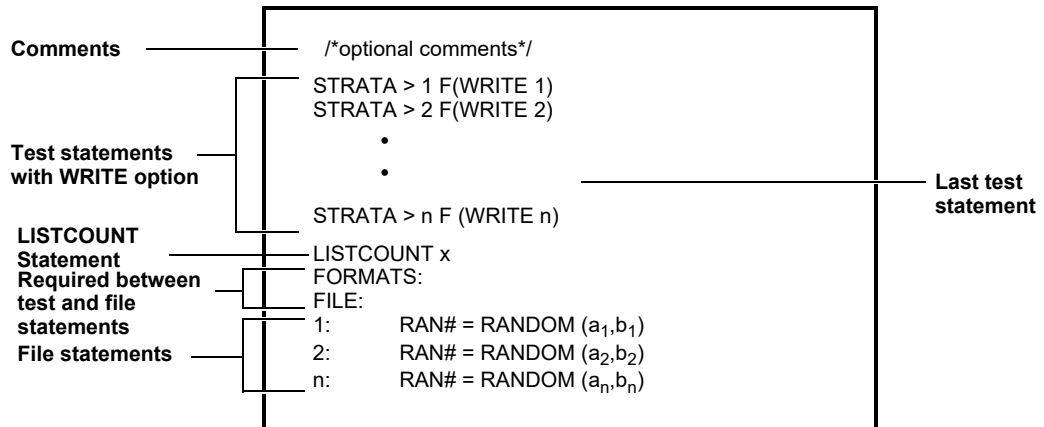 Comments
/*optional comments*/
STRATA > 1 F(WRITE 1)
STRATA > 2 F(WRITE 2)
•
•
Test statements
with WRITE option
Last test
statement
STRATA > n F (WRITE n)
LISTCOUNT
Statement
LISTCOUNT x
Required between
test and file
statements
FORMATS:
FILE:
File statements
1: RAN# = RANDOM (a1,b1)
2: RAN# = RANDOM (a2,b2)
n: RAN# = RANDOM (an,bn)